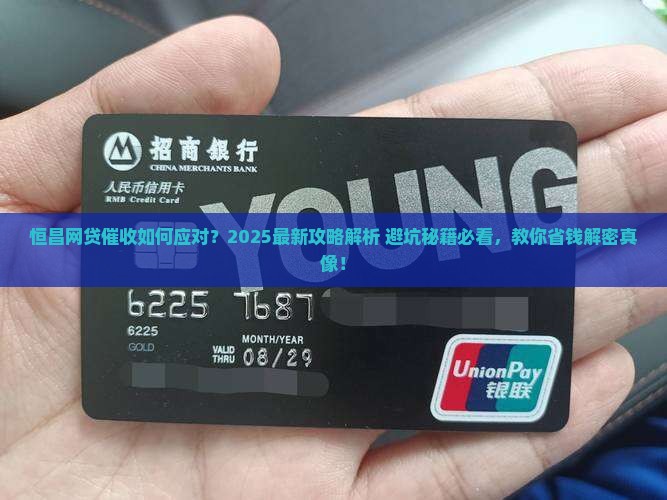 招商银行
CHINA MERCHANTS BANK
人民币信用卡
RMB Credit Card
YOUNG
恒昌网贷催收如何应对？2025最新攻略解析 避坑秘籍必看，教你省钱解密真
像！
6225 7687
6225
GOLD
VALID
THRU
MONTH/YEAR
08/29
UnionPay
银联